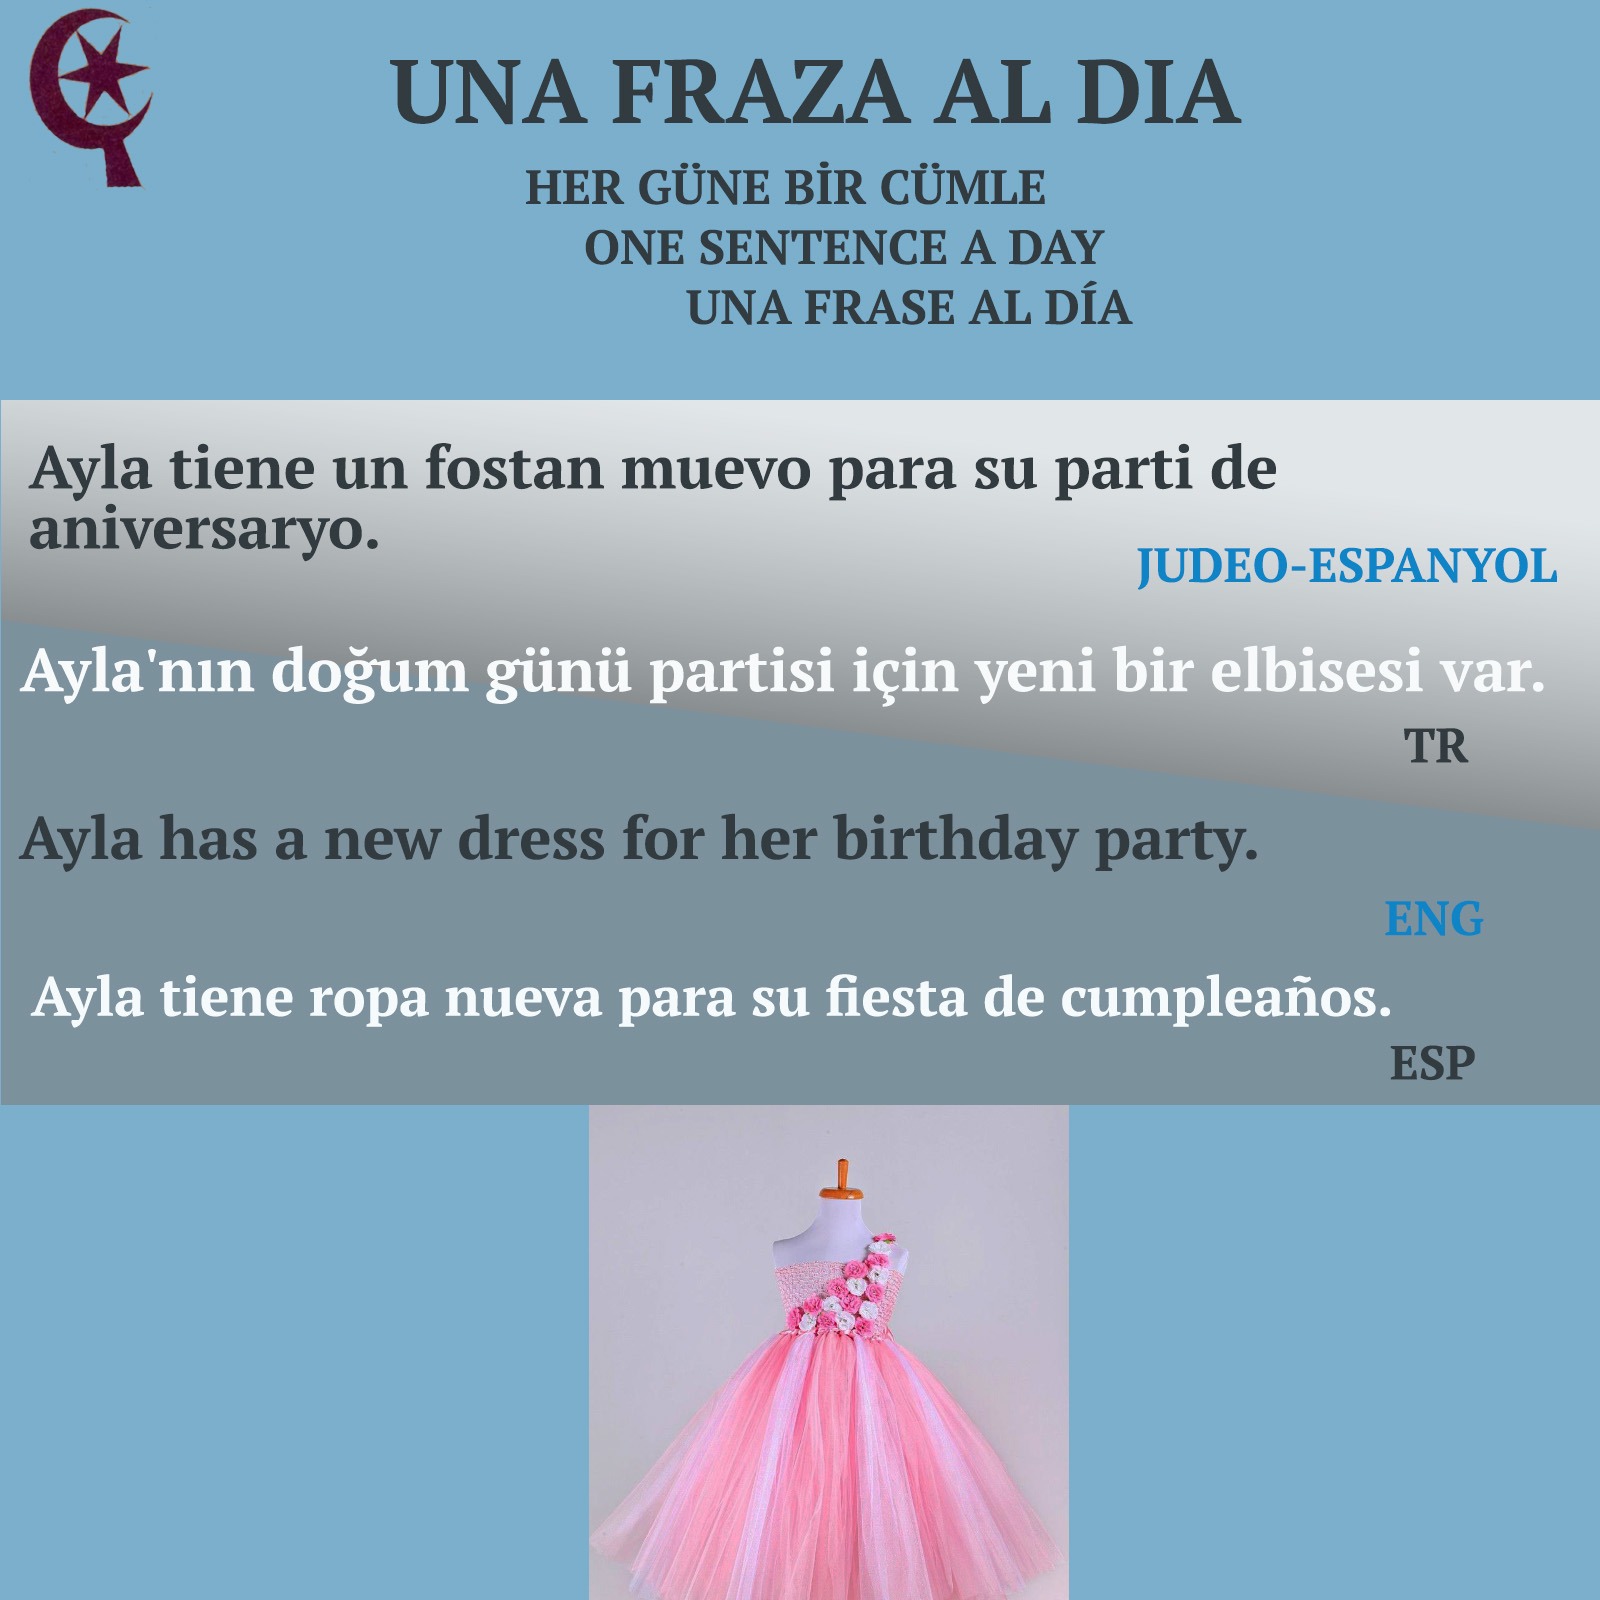 UNA FRAZA AL DIA
HER GÜNE BİR CÜMLE
ONE SENTENCE A DAY
UNA FRASE AL DÍA
Ayla tiene un fostan muevo para su parti de
aniversaryo.
JUDEO-ESPANYOL
Ayla'nın doğum günü partisi için yeni bir elbisesi var.
TR
Ayla has a new dress for her birthday party.
ENG
Ayla tiene ropa nueva para su fiesta de cumpleaños.
ESP